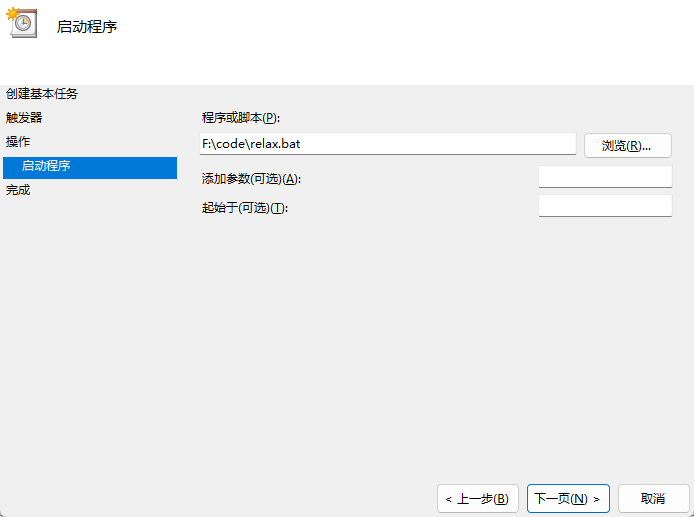 启动程序
创建基本任务
触发器
操作
启动程序
完成
程序或脚本(P):
F:\code\relax.bat
浏览(R)...
添加参数(可选)(A):
起始于(可选)(T):
< 上一步(B)
下一页(N) >
取消